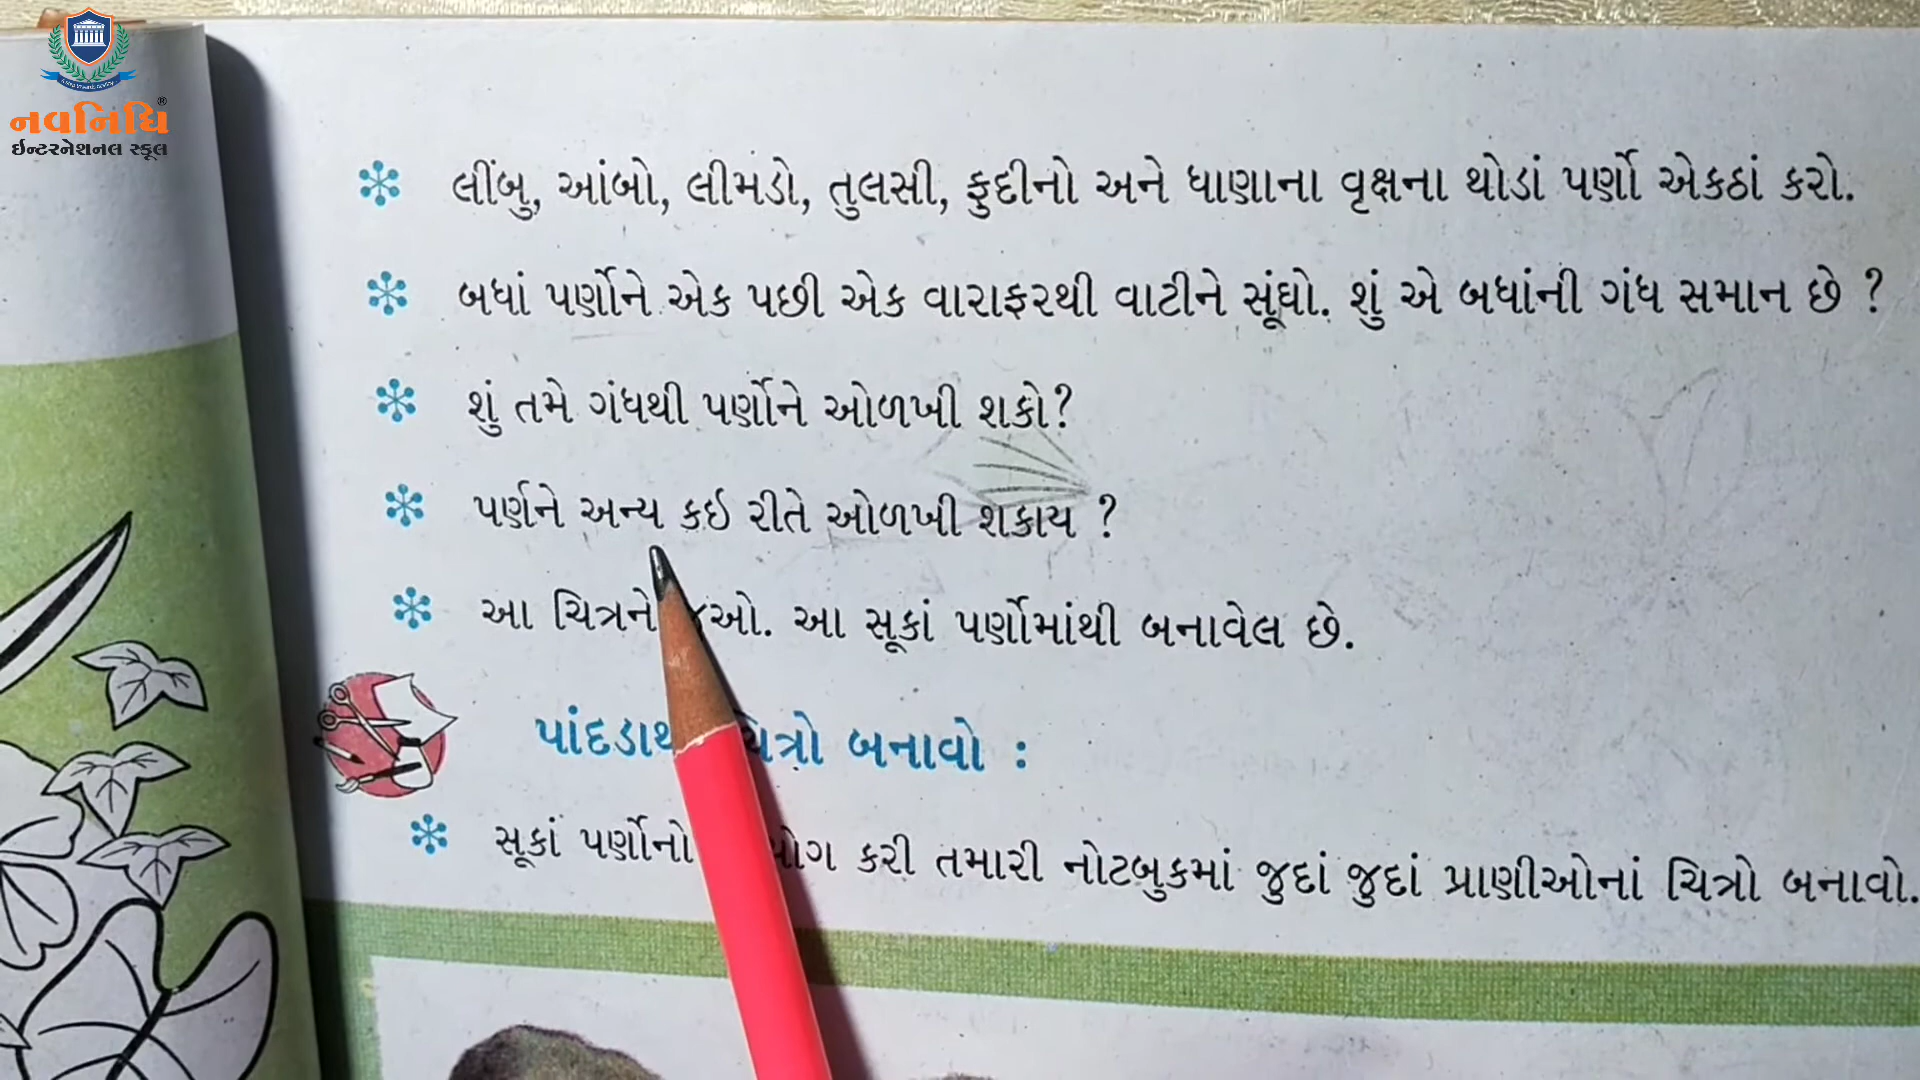 નવનિધિ®
ઈન્ટરનેશનલ સ્કૂલ
લીંબુ, આંબો, લીમડો, તુલસી, ફુદીનો અને ધાણાના વૃક્ષના થોડાં પર્ણો એકઠાં કરો.
બધાં પર્ણોને એક પછી એક વારાફરથી વાટીને સૂંઘો. શું એ બધાંની ગંધ સમાન છે ?
શું તમે ગંધથી પર્ણોને ઓળખી શકો?
પર્ણને અન્ય કઇ રીતે ઓળખી શકાય ?
આ ચિત્રને આ સૂકાં પર્ણોમાંથી બનાવેલ છે.
બનાવો :
સૂકાં પર્ણોનો કરી તમારી નોટબુકમાં જુદાં જુદાં પ્રાણીઓનાં ચિત્રો બનાવો.